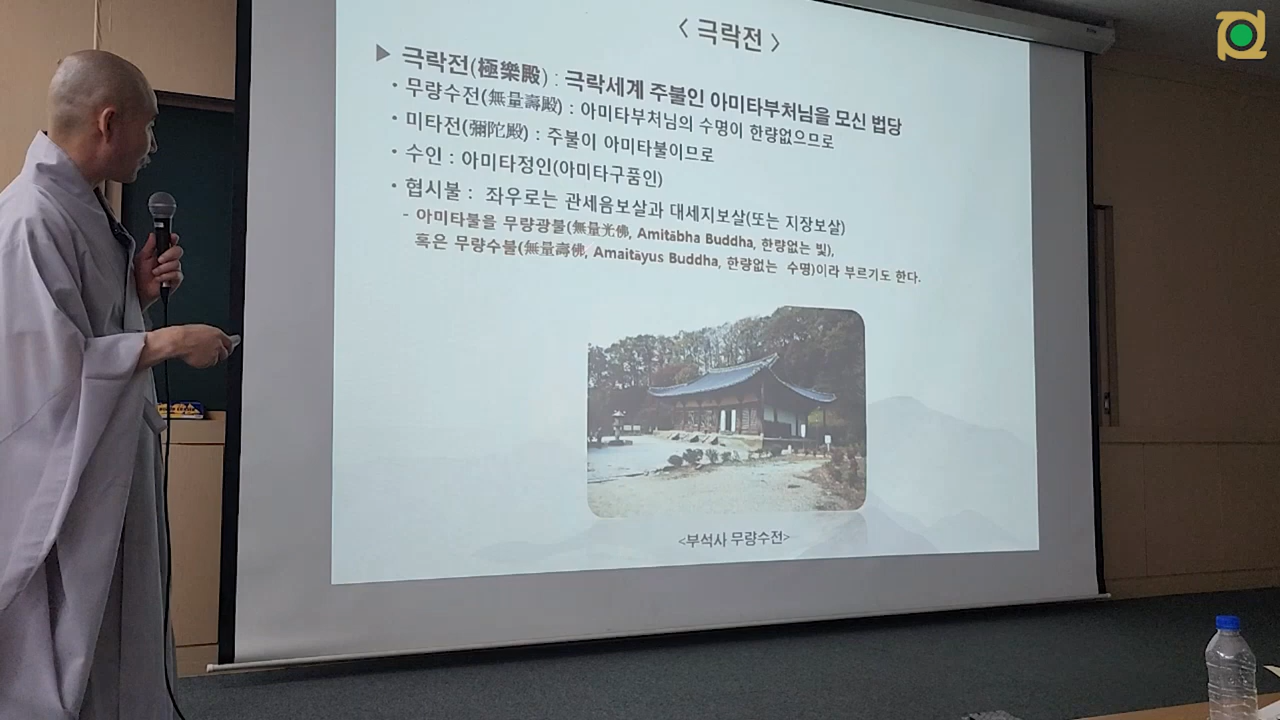 < 극락전 >
▶ 극락전(極樂殿) : 극락세계 주불인 아미타부처님을 모신 법당
• 무량수전(無量壽殿) : 아미타부처님의 수명이 한량없으므로
• 미타전(彌陀殿) : 주불이 아미타불이므로
• 수인 : 아미타정인(아미타구품인)
• 협시불 : 좌우로는 관세음보살과 대세지보살(또는 지장보살)
- 아미타불을 무량광불(無量光佛, Amitābha Buddha, 한량없는 빛),
혹은 무량수불(無量壽佛, Amaitāyus Buddha, 한량없는 수명)이라 부르기도 한다.
<부석사 무량수전>